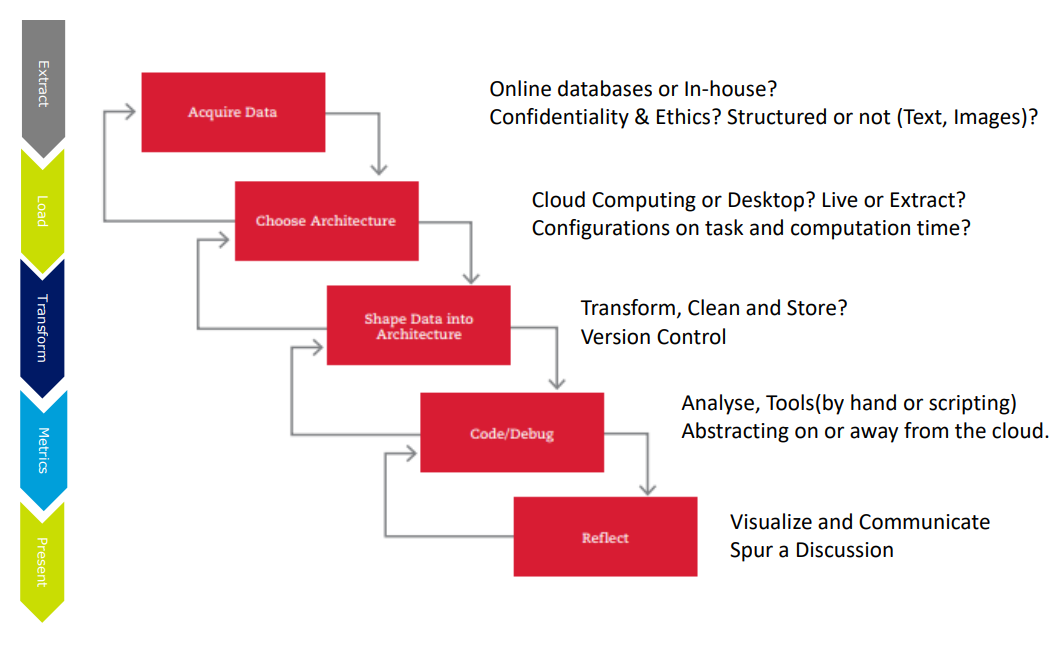 Extract
Load
Transform
Metrics
Present
Acquire Data
Online databases or In-house?
Confidentiality & Ethics? Structured or not (Text, Images)?
Choose Architecture
Cloud Computing or Desktop? Live or Extract?
Configurations on task and computation time?
Shape Data into
Architecture
Transform, Clean and Store?
Version Control
Code/Debug
Analyse, Tools(by hand or scripting)
Abstracting on or away from the cloud.
Reflect
Visualize and Communicate
Spur a Discussion